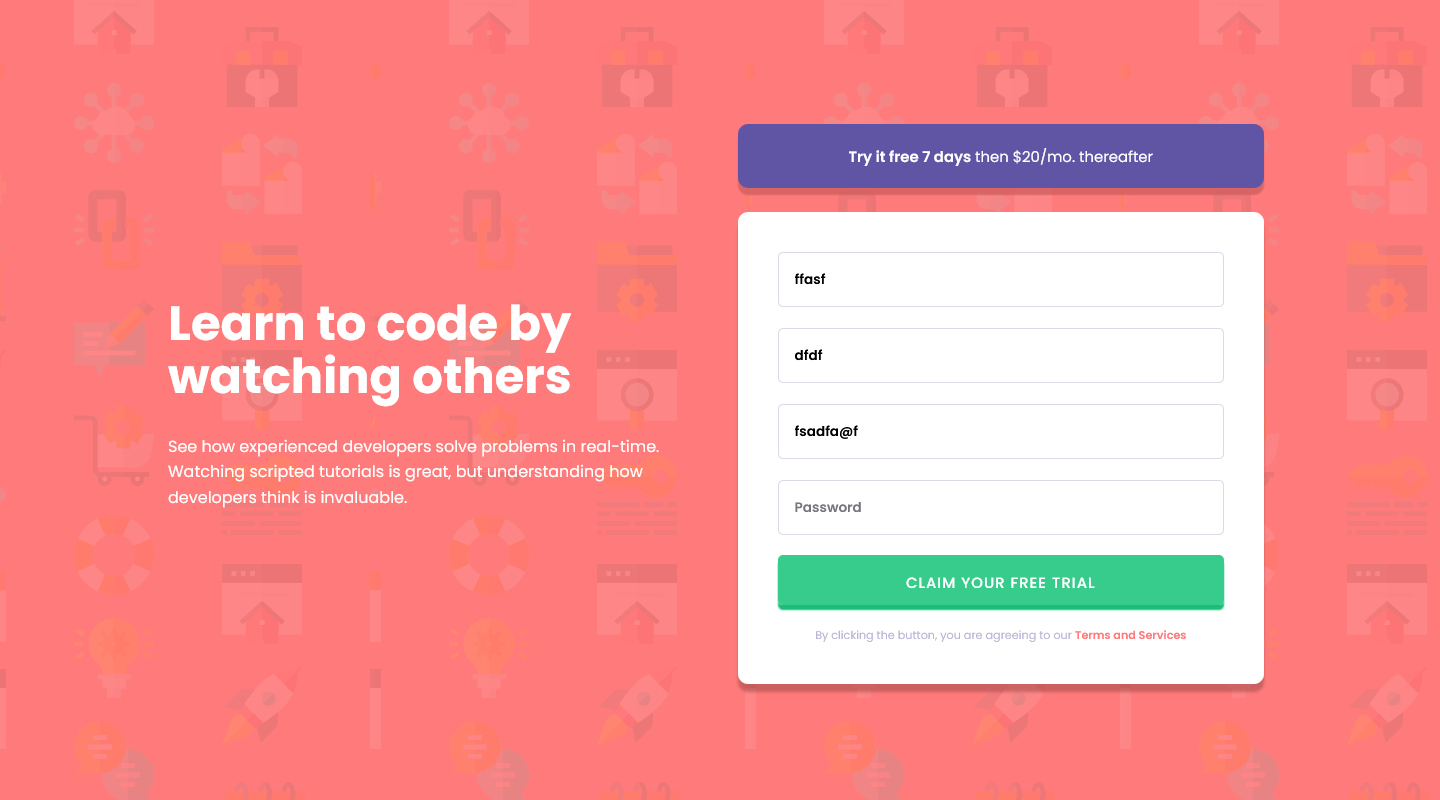 Learn to code by
watching others
See how experienced developers solve problems in real-time.
Watching scripted tutorials is great, but understanding how
developers think is invaluable.
Try it free 7 days then $20/mo. thereafter
ffasf
dfdf
fsadfa@f
Password
CLAIM YOUR FREE TRIAL
By clicking the button, you are agreeing to our Terms and Services